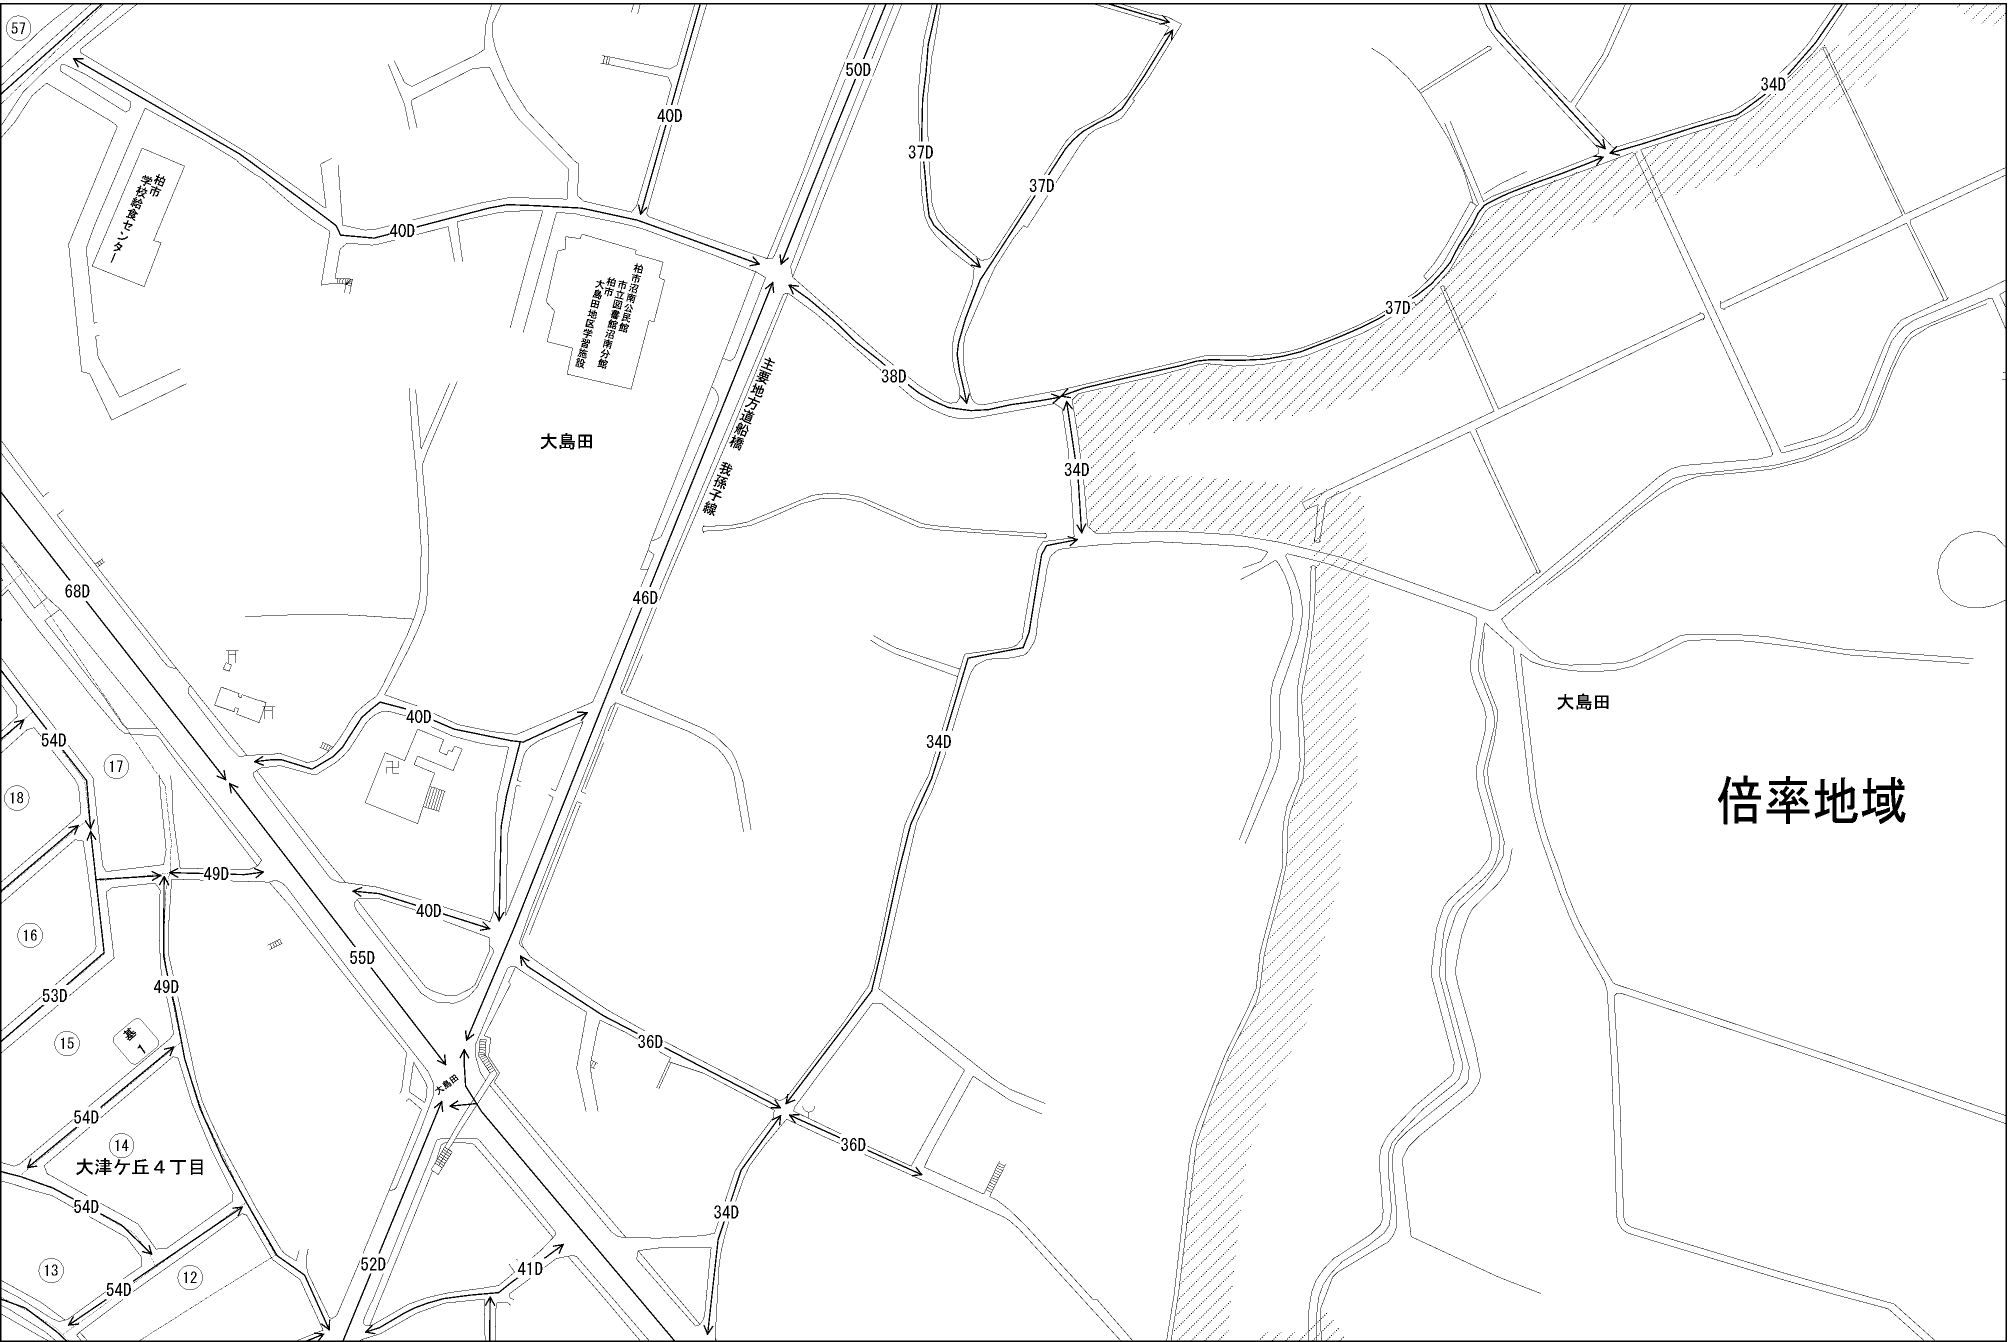 57
50D
34D
40D
37D
37D
柏市
学校給食センター
40D
柏市沼南公民館
市立図書館沼南分館
柏市
大島田地区学習施設
37D
主要地方道船橋 我孫子線
38D
大島田
34D
68D
46D
大島田
40D
54D
34D
17
18
倍率地域
49D
40D
16
55D
49D
53D
36D
15
基
1
大島田
54D
14
36D
大津ケ丘4丁目
54D
34D
13
12
52D
41D
54D